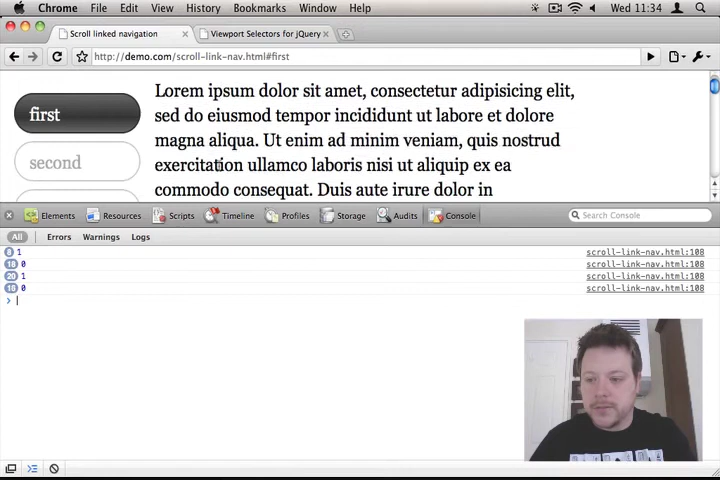 Chrome File Edit View History Bookmarks Window Help Wed 11:34
Scroll linked navigation Viewport Selectors for jQuery
http://demo.com/scroll-link-nav.html#first
first
second
Lorem ipsum dolor sit amet, consectetur adipisicing elit,
sed do eiusmod tempor incididunt ut labore et dolore
magna aliqua. Ut enim ad minim veniam, quis nostrud
exercitation ullamco laboris nisi ut aliquip ex ea
commodo consequat. Duis aute irure dolor in
Elements Resources Scripts Timeline Profiles Storage Audits Console Search Console
All Errors Warnings Logs
8 1 scroll-link-nav.html:108
18 0 scroll-link-nav.html:108
20 1 scroll-link-nav.html:108
18 0 scroll-link-nav.html:108
>